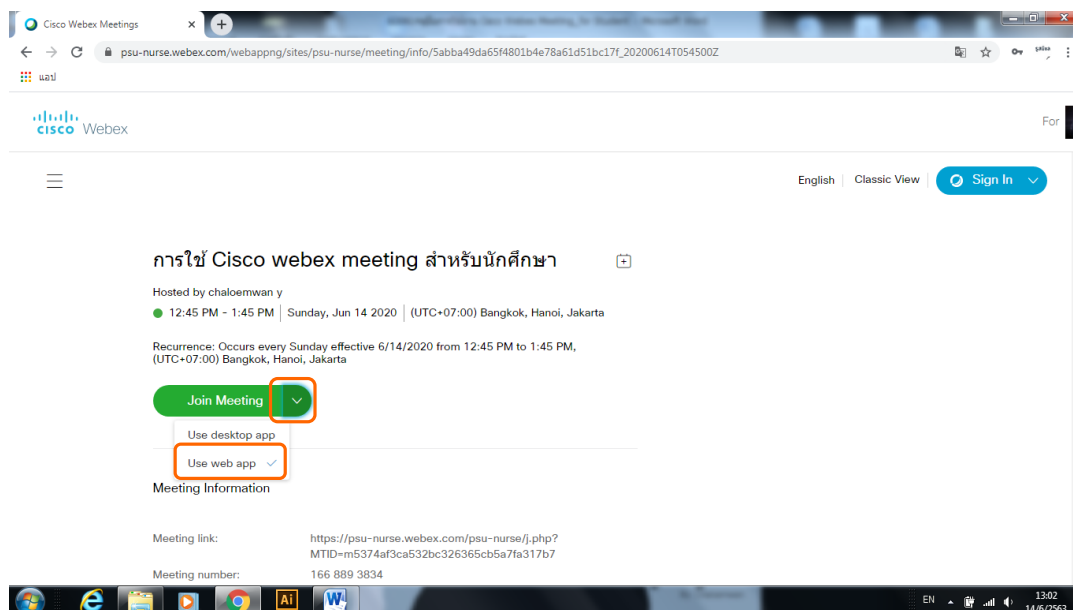 Cisco Webex Meetings
psu-nurse.webex.com/webappng/sites/psu-nurse/meeting/info/5abba49da65f4801b4e78a61d51bc17f_20200614T054500Z
แอป
cisco Webex
For
English Classic View Sign In
การใช้ Cisco webex meeting สำหรับนักศึกษา
Hosted by chaloemwan y
12:45 PM - 1:45 PM Sunday, Jun 14 2020 (UTC+07:00) Bangkok, Hanoi, Jakarta
Recurrence: Occurs every Sunday effective 6/14/2020 from 12:45 PM to 1:45 PM,
(UTC+07:00) Bangkok, Hanoi, Jakarta
Join Meeting
Use desktop app
Use web app
Meeting Information
Meeting link: https://psu-nurse.webex.com/psu-nurse/j.php?
MTID=m5374af3ca532bc326365cb5a7fa317b7
Meeting number: 166 889 3834
Ai
W
EN 13:02
14/6/2563